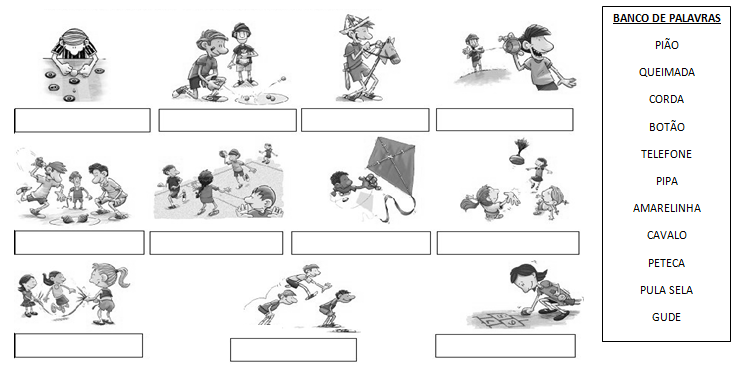 BANCO DE PALAVRAS
PIÃO
QUEIMADA
CORDA
BOTÃO
TELEFONE
PIPA
AMARELINHA
CAVALO
PETECA
PULA SELA
GUDE